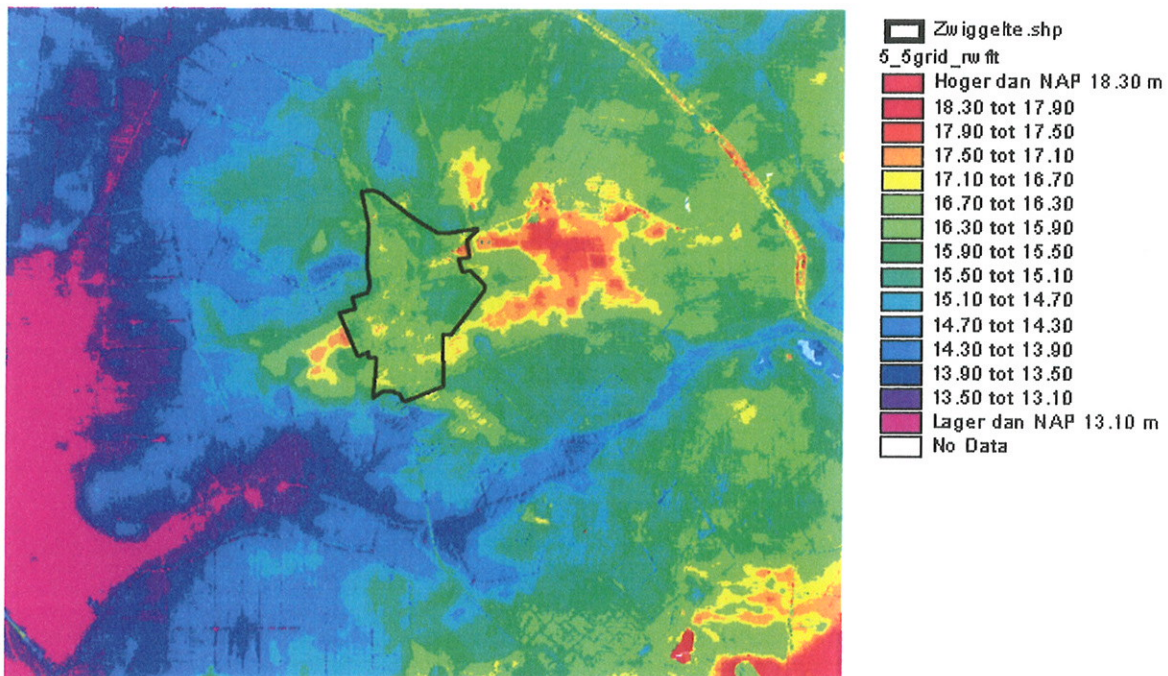 Zwiggelte.shp
5_5grid_rwflt
Hoger dan NAP 18.30 m
18.30 tot 17.90
17.90 tot 17.50
17.50 tot 17.10
17.10 tot 16.70
16.70 tot 16.30
16.30 tot 15.90
15.90 tot 15.50
15.50 tot 15.10
15.10 tot 14.70
14.70 tot 14.30
14.30 tot 13.90
13.90 tot 13.50
13.50 tot 13.10
Lager dan NAP 13.10 m
No Data